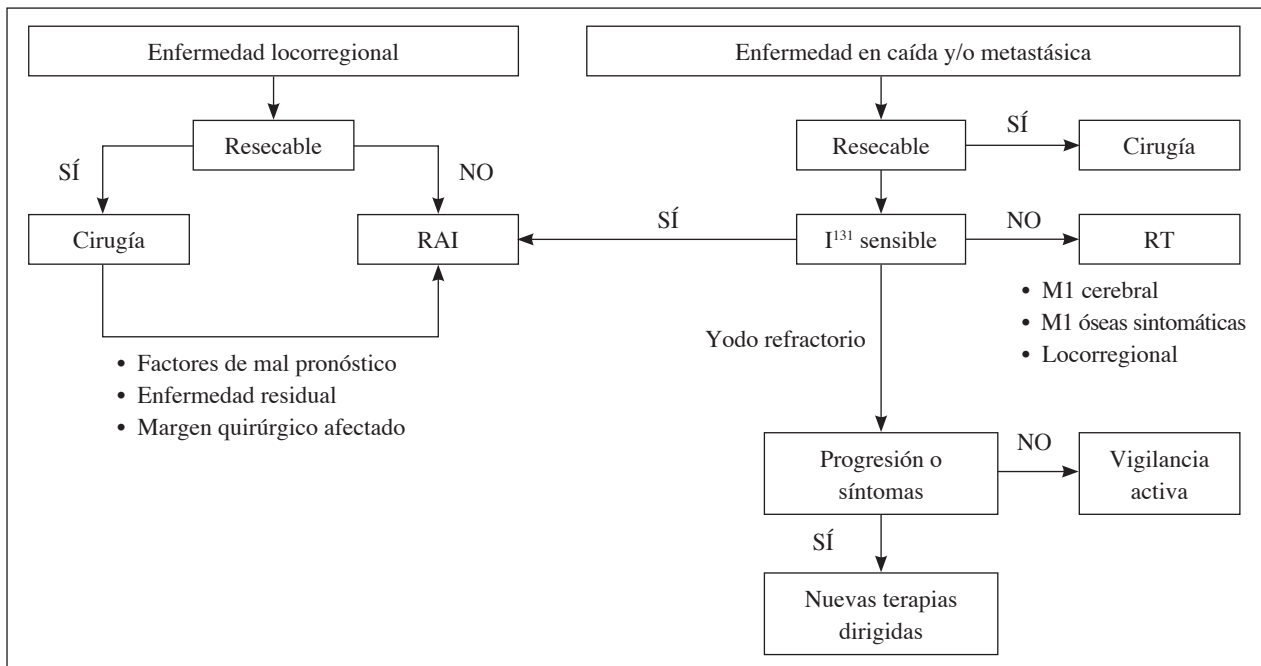 Enfermedad locorregional
Resecable
SÍ
NO
Cirugía
RAI
• Factores de mal pronóstico
• Enfermedad residual
• Margen quirúrgico afectado
Enfermedad en caída y/o metastásica
Resecable
SÍ
Cirugía
SÍ
I¹³¹ sensible
NO
RT
• M1 cerebral
• M1 óseas sintomáticas
• Locorregional
Yodo refractorio
Progresión o
síntomas
NO
Vigilancia
activa
SÍ
Nuevas terapias
dirigidas